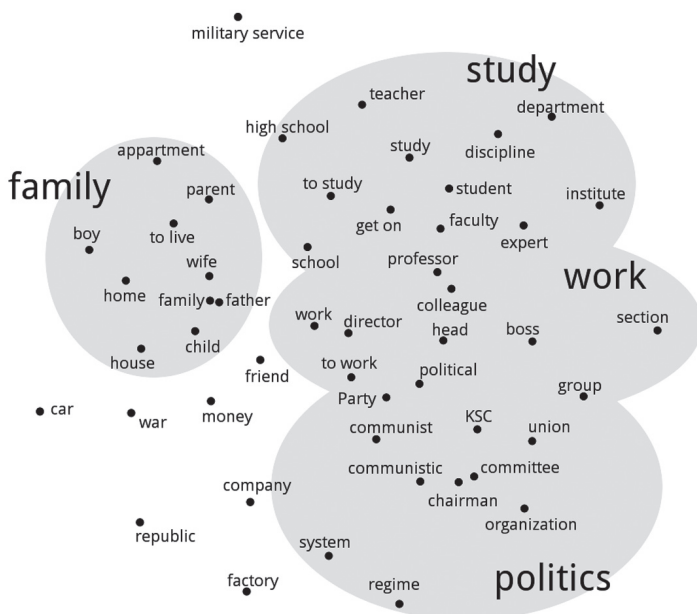 military service
study
teacher
department
high school
study
discipline
appartment
family
parent
to study
student
institute
get on
faculty
boy
to live
expert
wife
school
professor
work
home
family
father
colleague
work
director
head
boss
section
child
house
friend
to work
political
group
Party
car
war
money
communist
KSC
union
communistic
committee
company
chairman
organization
republic
system
factory
regime
politics